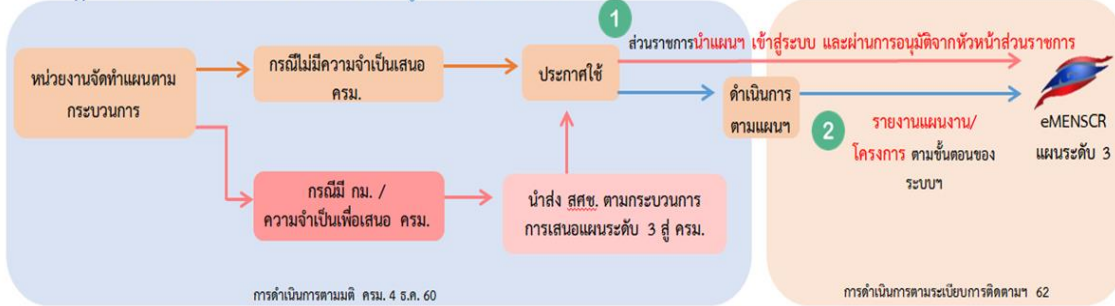 1
ส่วนราชการนำแผนฯ เข้าสู่ระบบ และผ่านการอนุมัติจากหัวหน้าส่วนราชการ
หน่วยงานจัดทำแผนตาม
กระบวนการ
กรณีไม่มีความจำเป็นเสนอ
ครม.
ประกาศใช้
ดำเนินการ
ตามแผนฯ
2
รายงานแผนงาน/
โครงการ ตามขั้นตอนของ
ระบบฯ
eMENSCR
แผนระดับ 3
กรณีมี กม. /
ความจำเป็นเพื่อเสนอ ครม.
นำส่ง สศช. ตามกระบวนการ
การเสนอแผนระดับ 3 สู่ ครม.
การดำเนินการตามมติ ครม. 4 ธ.ค. 60
การดำเนินการตามระเบียบการติดตามฯ 62